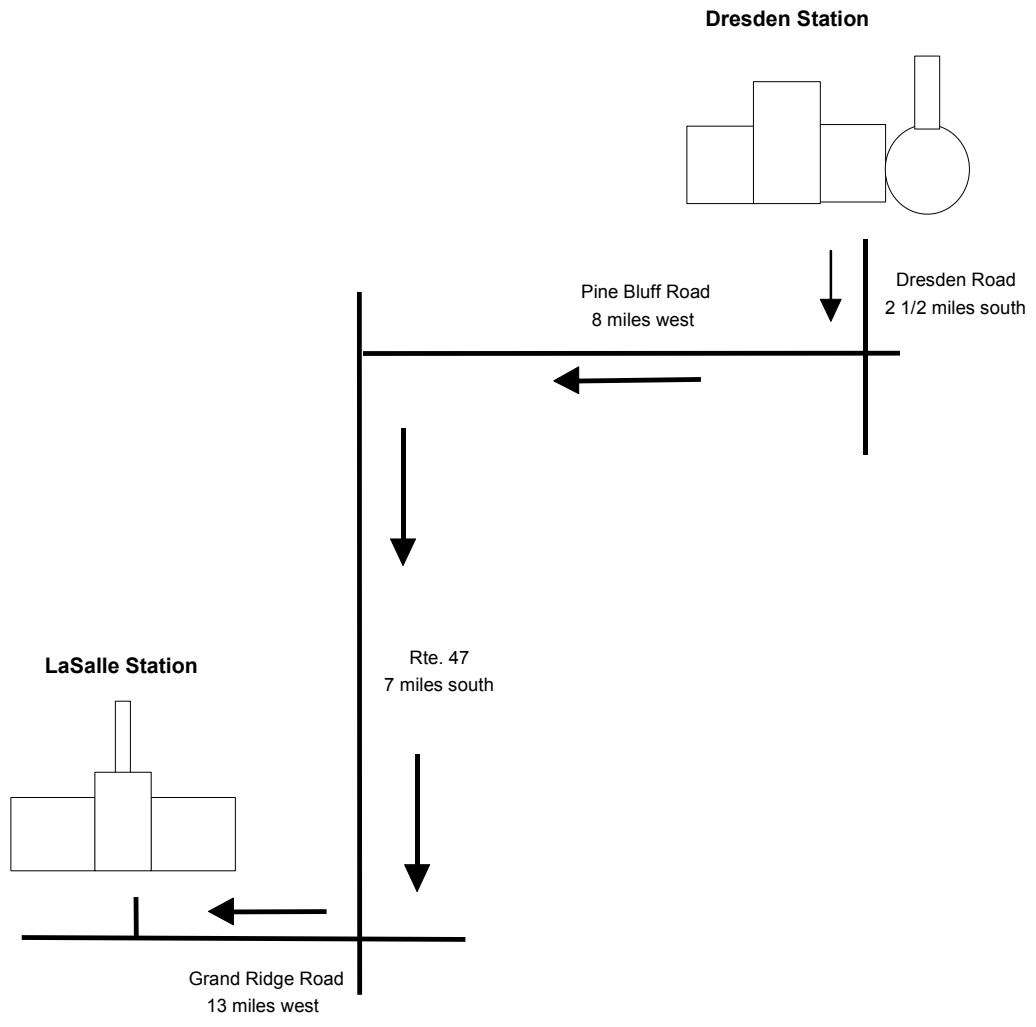 Dresden Station
Dresden Road
2 1/2 miles south
Pine Bluff Road
8 miles west
Rte. 47
7 miles south
LaSalle Station
Grand Ridge Road
13 miles west